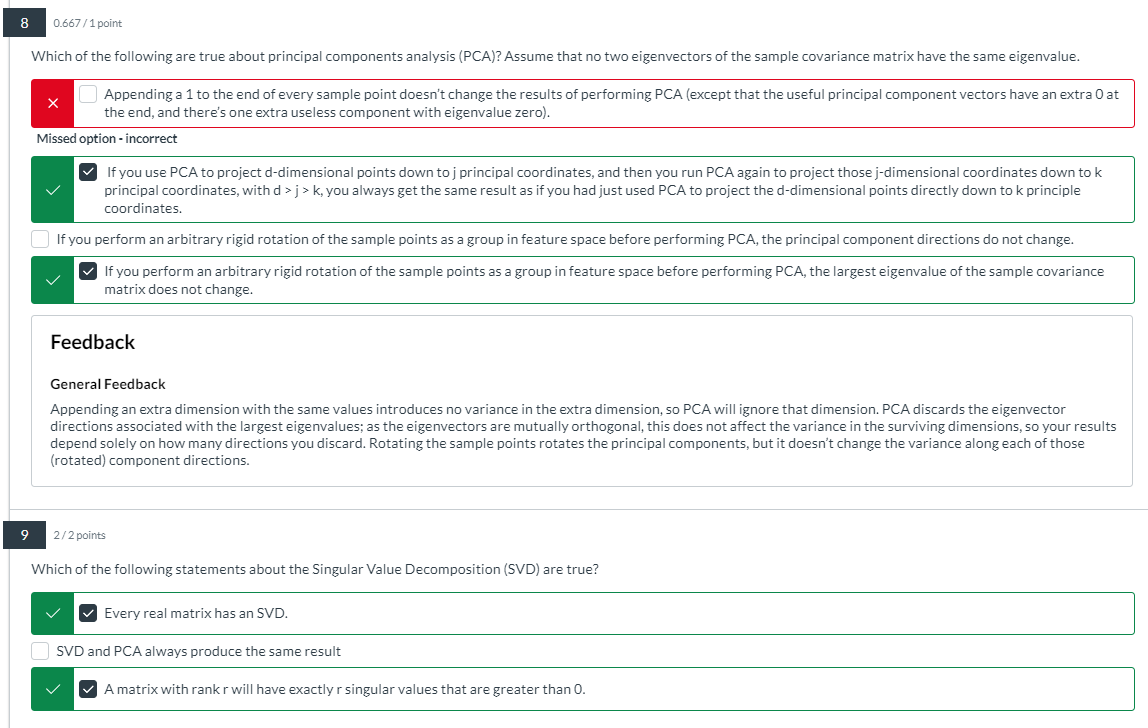 8
0.667 / 1 point
Which of the following are true about principal components analysis (PCA)? Assume that no two eigenvectors of the sample covariance matrix have the same eigenvalue.
Appending a 1 to the end of every sample point doesn't change the results of performing PCA (except that the useful principal component vectors have an extra 0 at
the end, and there's one extra useless component with eigenvalue zero).
Missed option - incorrect
If you use PCA to project d-dimensional points down to j principal coordinates, and then you run PCA again to project those j-dimensional coordinates down to k
principal coordinates, with d > j > k, you always get the same result as if you had just used PCA to project the d-dimensional points directly down to k principle
coordinates.
If you perform an arbitrary rigid rotation of the sample points as a group in feature space before performing PCA, the principal component directions do not change.
If you perform an arbitrary rigid rotation of the sample points as a group in feature space before performing PCA, the largest eigenvalue of the sample covariance
matrix does not change.
Feedback
General Feedback
Appending an extra dimension with the same values introduces no variance in the extra dimension, so PCA will ignore that dimension. PCA discards the eigenvector
directions associated with the largest eigenvalues; as the eigenvectors are mutually orthogonal, this does not affect the variance in the surviving dimensions, so your results
depend solely on how many directions you discard. Rotating the sample points rotates the principal components, but it doesn't change the variance along each of those
(rotated) component directions.
9
2 / 2 points
Which of the following statements about the Singular Value Decomposition (SVD) are true?
Every real matrix has an SVD.
SVD and PCA always produce the same result
A matrix with rank r will have exactly r singular values that are greater than 0.